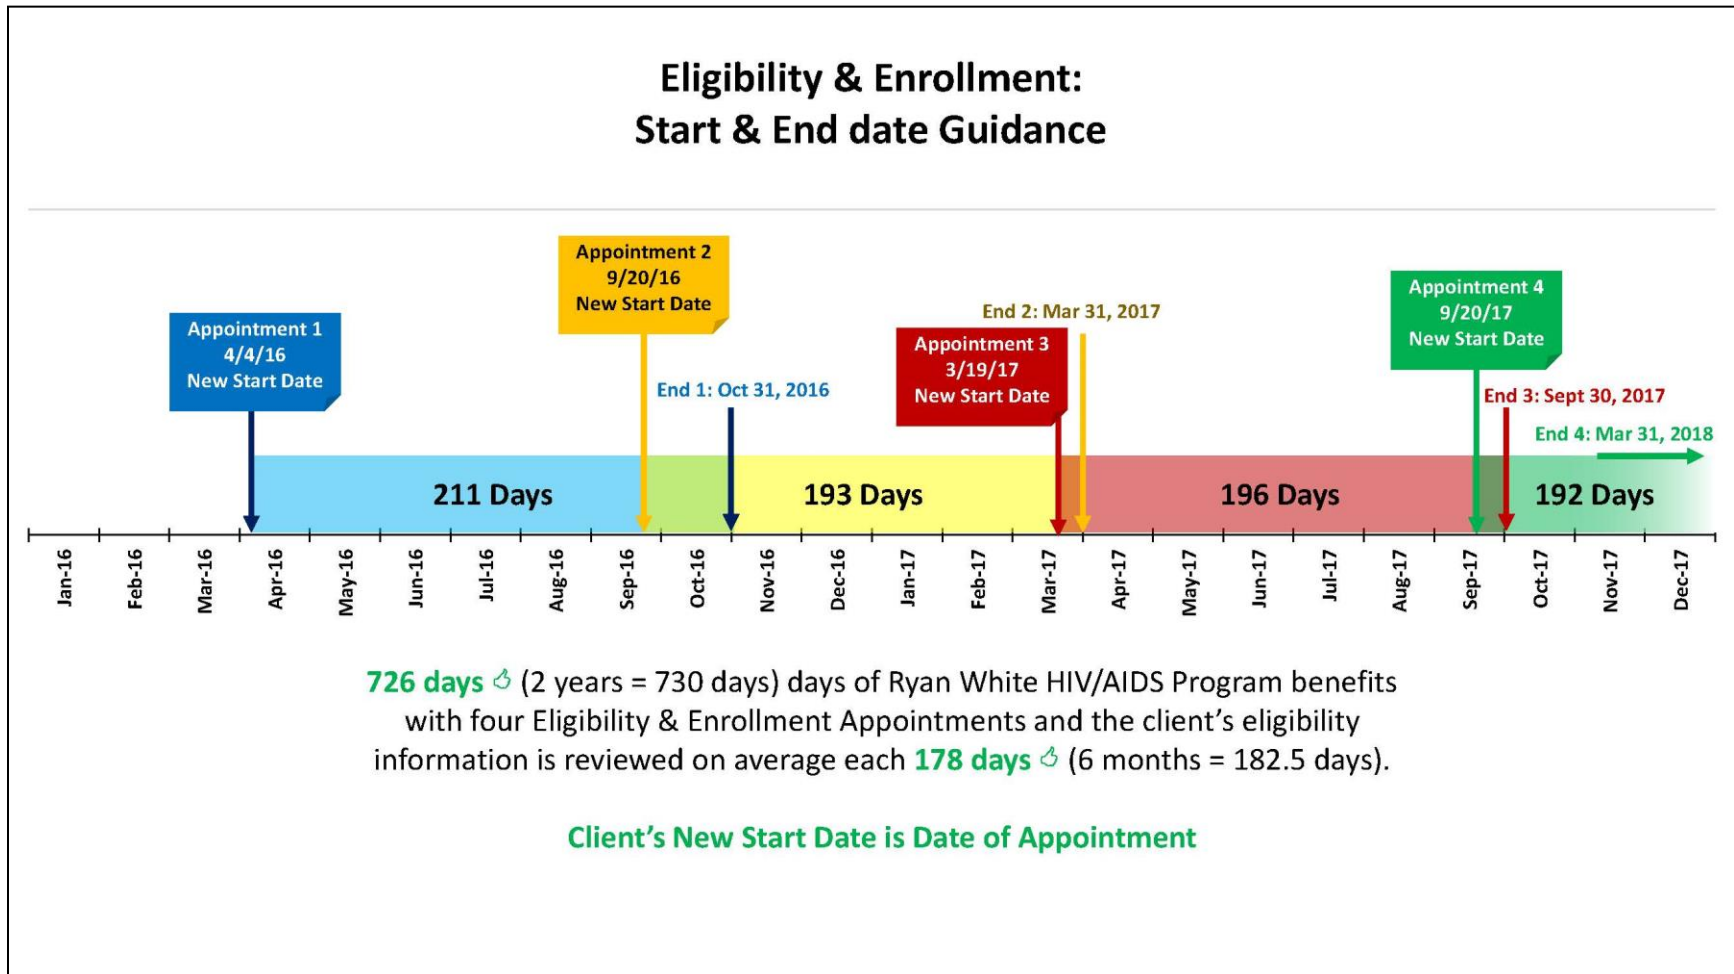 Eligibility & Enrollment:
Start & End date Guidance
Appointment 1
4/4/16
New Start Date
Appointment 2
9/20/16
New Start Date
End 1: Oct 31, 2016
Appointment 3
3/19/17
New Start Date
End 2: Mar 31, 2017
Appointment 4
9/20/17
New Start Date
End 3: Sept 30, 2017
End 4: Mar 31, 2018
211 Days
193 Days
196 Days
192 Days
Jan-16
Feb-16
Mar-16
Apr-16
May-16
Jun-16
Jul-16
Aug-16
Sep-16
Oct-16
Nov-16
Dec-16
Jan-17
Feb-17
Mar-17
Apr-17
May-17
Jun-17
Jul-17
Aug-17
Sep-17
Oct-17
Nov-17
Dec-17
726 days 👍 (2 years = 730 days) days of Ryan White HIV/AIDS Program benefits
with four Eligibility & Enrollment Appointments and the client’s eligibility
information is reviewed on average each 178 days 👍 (6 months = 182.5 days).
Client’s New Start Date is Date of Appointment